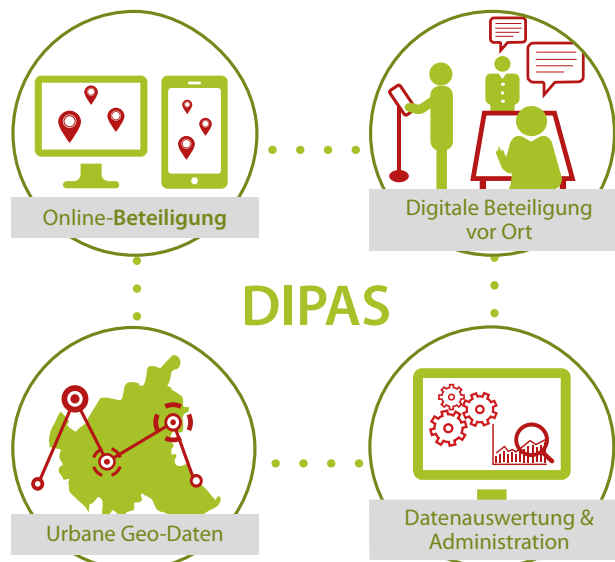 Online-Beteiligung
Digitale Beteiligung
vor Ort
DIPAS
Urbane Geo-Daten
Datenauswertung &
Administration